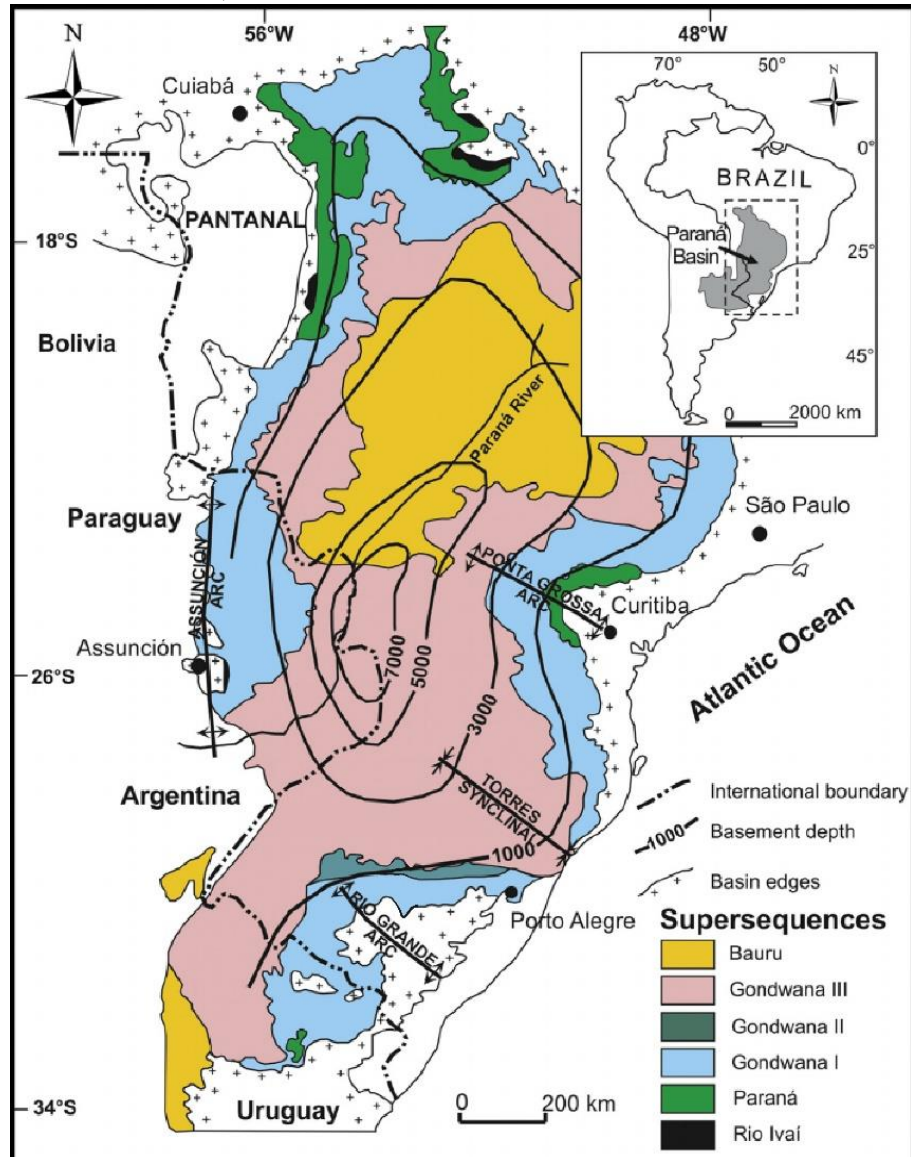 56°W
48°W
N
Cuiabá
PANTANAL
18°S
Bolivia
Paraná River
Paraguay
ASSUNCIÓN
ARC
Assunción
26°S
PONTA GROSSA
ARC
Curitiba
São Paulo
Atlantic Ocean
7000
5000
3000
TORRES
SYNCLINAL
Argentina
1000
RIO GRANDE
ARC
Porto Alegre
Uruguay
34°S
0 200 km
70°
50°
N
0°
BRAZIL
Paraná
Basin
25°
45°
0 2000 km
International boundary
1000
Basement depth
Basin edges
Supersequences
Bauru
Gondwana III
Gondwana II
Gondwana I
Paraná
Rio Ivaí